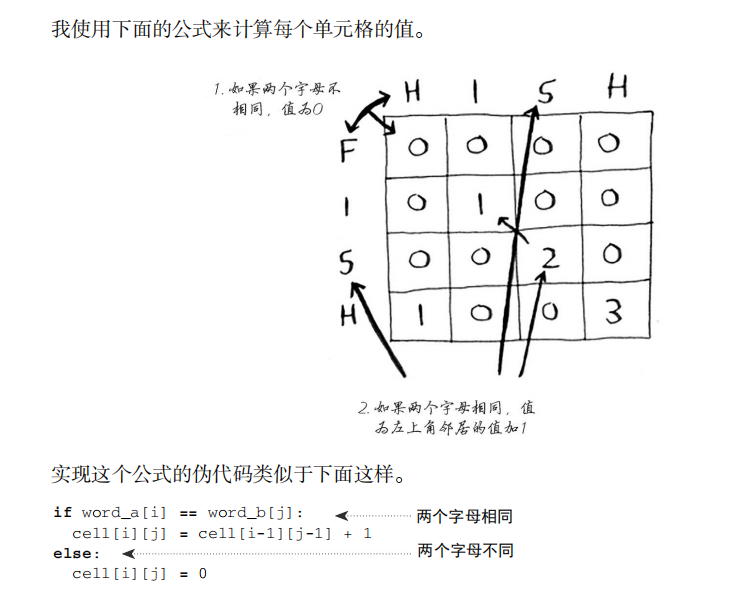 我使用下面的公式来计算每个单元格的值。
1.如果两个字母不
相同，值为0
H I S H
F 0 0 0 0
I 0 1 0 0
S 0 0 2 0
H 1 0 0 3
2.如果两个字母相同，值
为左上角邻居的值加1
实现这个公式的伪代码类似于下面这样。
if word_a[i] == word_b[j]: 两个字母相同
cell[i][j] = cell[i-1][j-1] + 1
else: 两个字母不同
cell[i][j] = 0